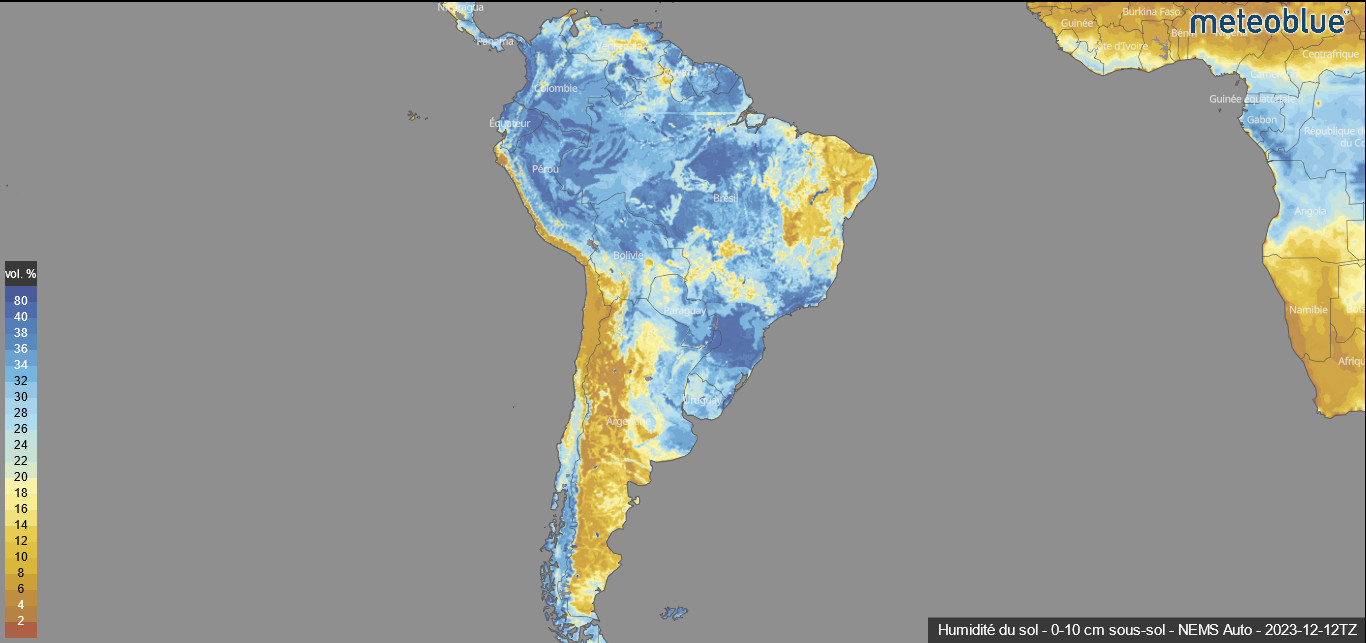 Nicaragua
Burkina Faso
meteoblue
Guinée
Bénin
Nigeria
Panama
Côte d'Ivoire
Venezuela
Centrafrique
Guyana
Cameroun
Colombie
Guinée équatoriale
Équateur
Gabon
République d
du Co
Pérou
Brésil
Angola
Bolivie
vol. %
80
40
38
36
34
32
30
28
26
24
22
20
18
16
14
12
10
8
6
4
2
Paraguay
Namibie
Afriqu
Uruguay
Argentine
Humidité du sol - 0-10 cm sous-sol - NEMS Auto - 2023-12-12TZ